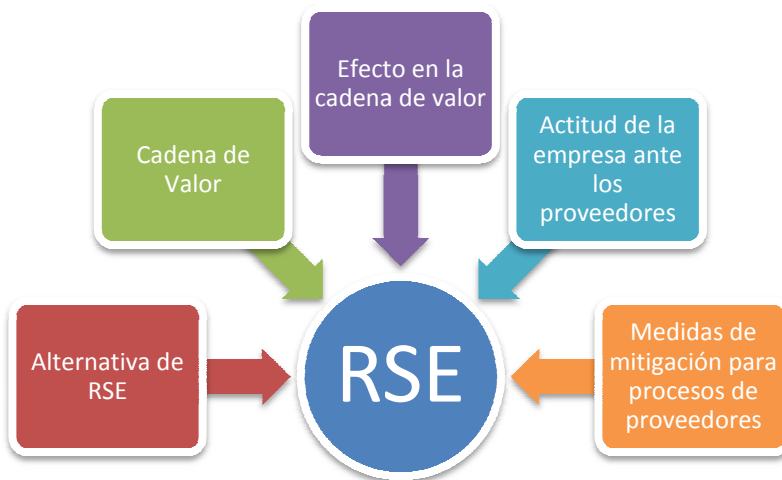 Efecto en la
cadena de valor
Cadena de
Valor
Actitud de la
empresa ante
los
proveedores
Alternativa de
RSE
RSE
Medidas de
mitigación para
procesos de
proveedores